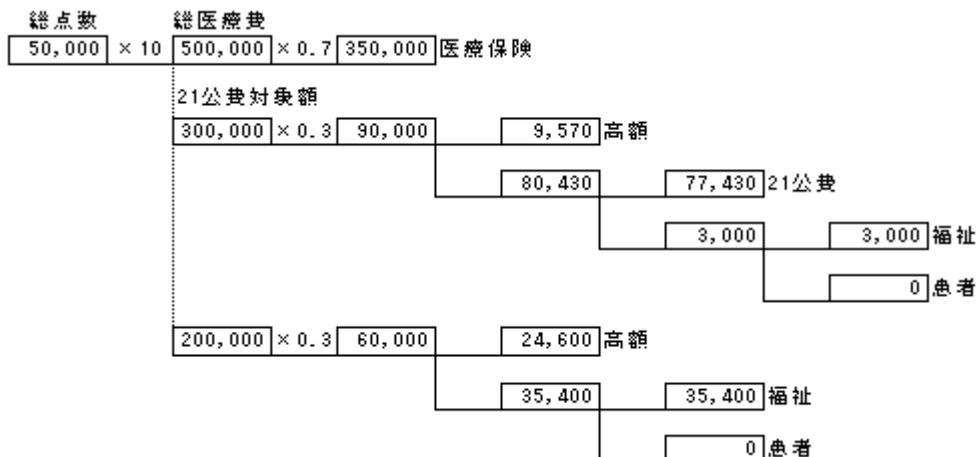 総点数 総医療費
50,000 × 10 500,000 × 0.7 350,000 医療保険
21公費対象額
300,000 × 0.3 90,000 9,570 高額
80,430 77,430 21公費
3,000 3,000 福祉
0 患者
200,000 × 0.3 60,000 24,600 高額
35,400 35,400 福祉
0 患者